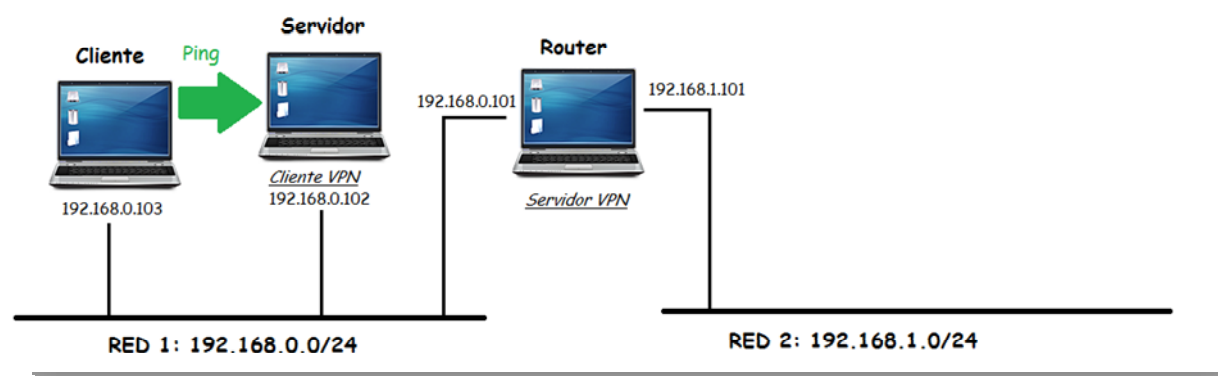 Servidor
Cliente
Ping
Router
192.168.0.101
192.168.1.101
Cliente VPN
192.168.0.102
Servidor VPN
192.168.0.103
RED 1: 192.168.0.0/24
RED 2: 192.168.1.0/24